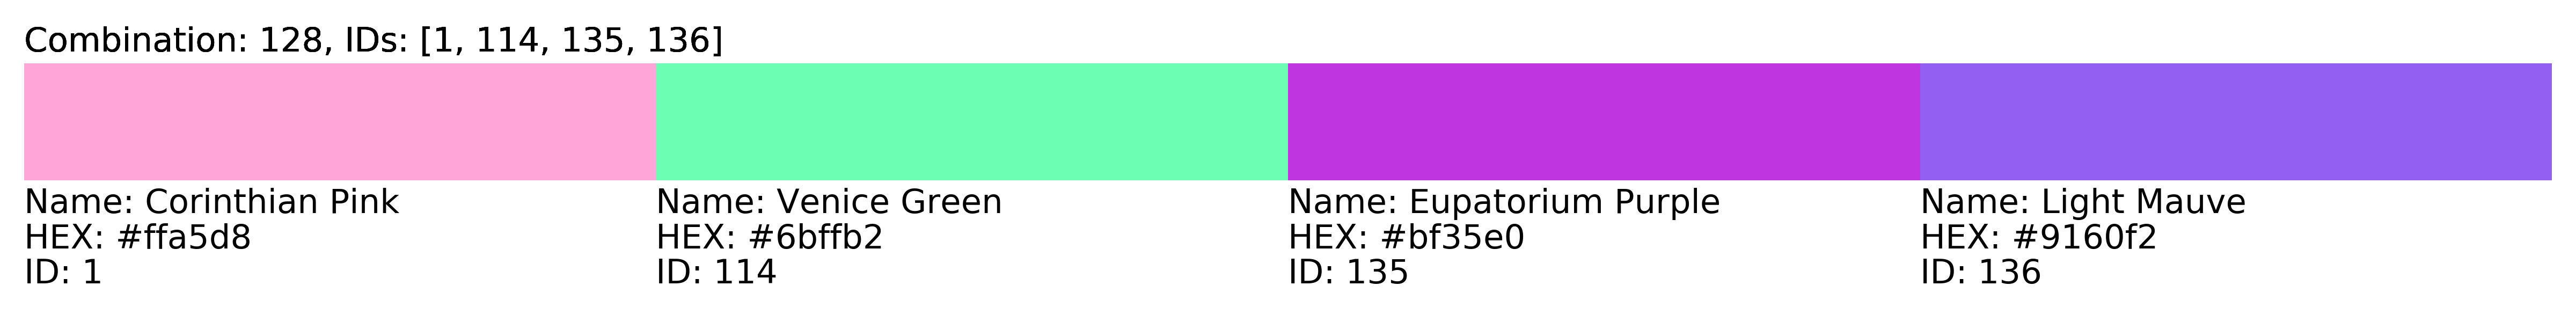 Combination: 128, IDs: [1, 114, 135, 136]
Name: Corinthian Pink
HEX: #ffa5d8
ID: 1
Name: Venice Green
HEX: #6bffb2
ID: 114
Name: Eupatorium Purple
HEX: #bf35e0
ID: 135
Name: Light Mauve
HEX: #9160f2
ID: 136